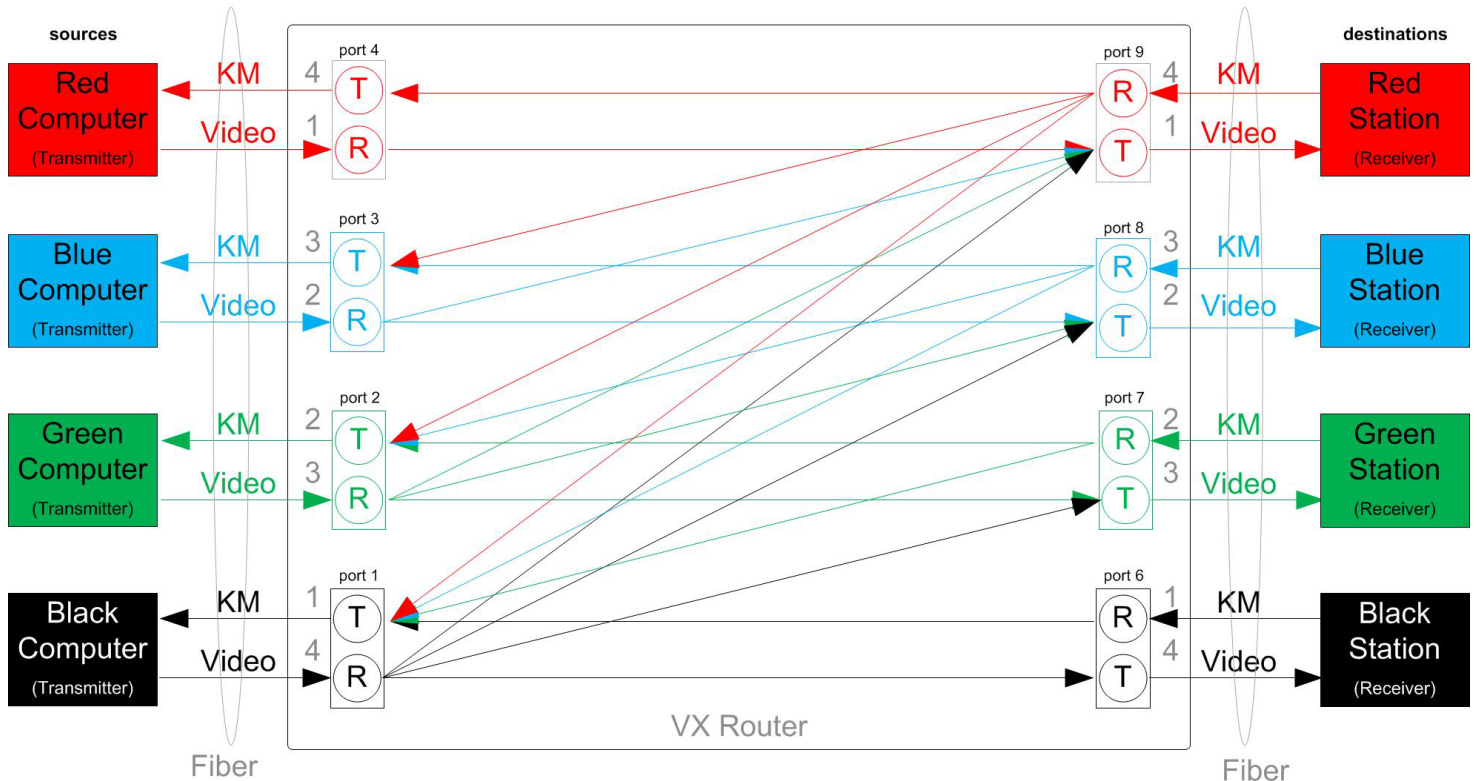 sources
destinations
port 4
port 9
Red
Computer
(Transmitter)
KM
4
T
Video
1
R
R
4
KM
T
1
Video
Red
Station
(Receiver)
port 3
port 8
Blue
Computer
(Transmitter)
KM
3
T
Video
2
R
R
3
KM
T
2
Video
Blue
Station
(Receiver)
port 2
port 7
Green
Computer
(Transmitter)
KM
2
T
Video
3
R
R
2
KM
T
3
Video
Green
Station
(Receiver)
port 1
port 6
Black
Computer
(Transmitter)
KM
1
T
Video
4
R
R
1
KM
T
4
Video
Black
Station
(Receiver)
VX Router
Fiber
Fiber